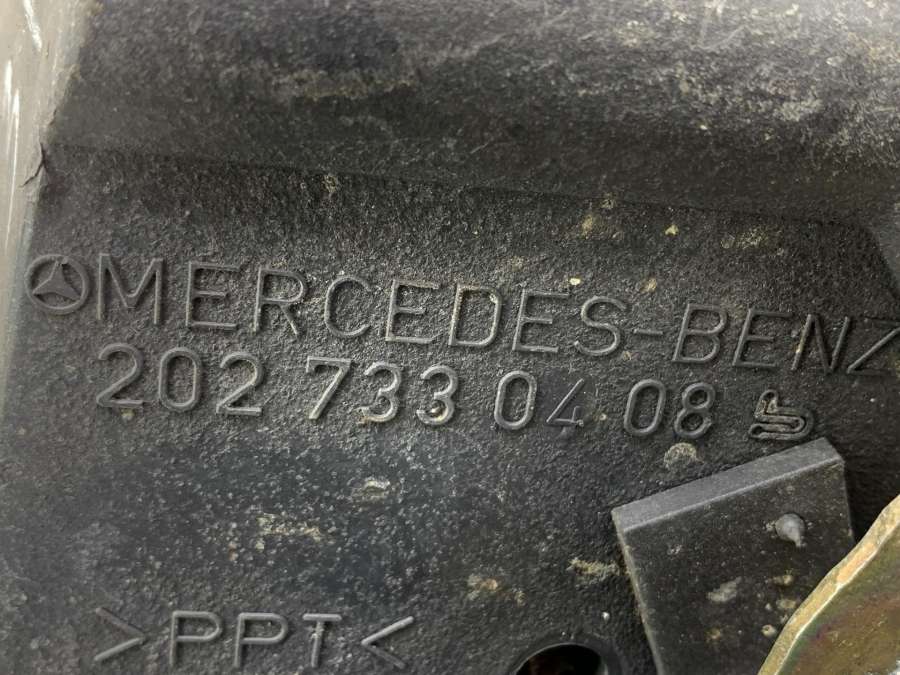 MERCEDES-BENZ
202 733 04 08
>PPT<